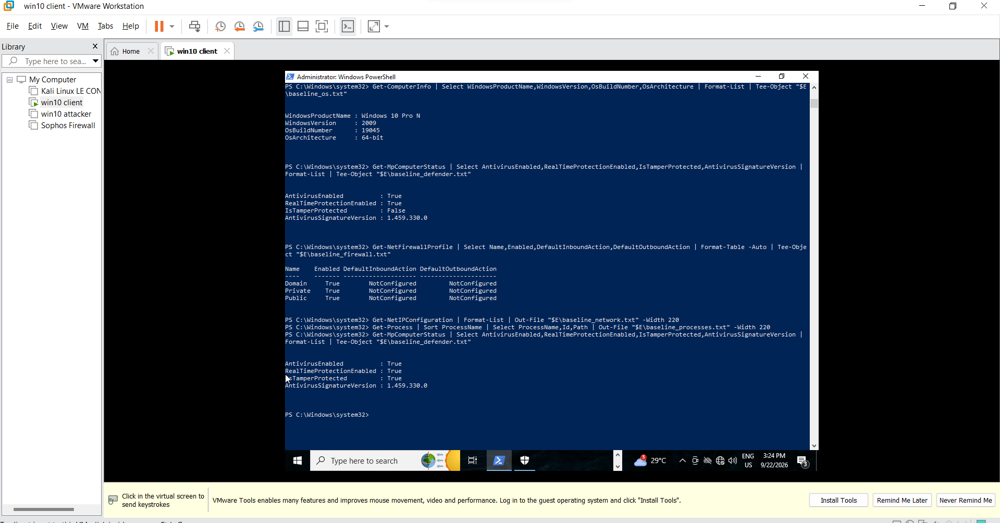 win10 client - VMware Workstation
File Edit View VM Tabs Help
Library
Type here to sea...
Home
win10 client
My Computer
Kali Linux LE CON
win10 client
win10 attacker
Sophos Firewall
Administrator: Windows PowerShell
PS C:\Windows\system32> Get-ComputerInfo | Select WindowsProductName,WindowsVersion,OsBuildNumber,OsArchitecture | Format-List | Tee-Object "$E
\baseline_os.txt"
WindowsProductName : Windows 10 Pro N
WindowsVersion     : 2009
OsBuildNumber      : 19045
OsArchitecture     : 64-bit
PS C:\Windows\system32> Get-MpComputerStatus | Select AntivirusEnabled,RealTimeProtectionEnabled,IsTamperProtected,AntivirusSignatureVersion |
Format-List | Tee-Object "$E\baseline_defender.txt"
AntivirusEnabled          : True
RealTimeProtectionEnabled : True
IsTamperProtected         : False
AntivirusSignatureVersion : 1.459.330.0
PS C:\Windows\system32> Get-NetFirewallProfile | Select Name,Enabled,DefaultInboundAction,DefaultOutboundAction | Format-Table -Auto | Tee-Obje
ct "$E\baseline_firewall.txt"
Name    Enabled DefaultInboundAction DefaultOutboundAction
----    ------- -------------------- ---------------------
Domain     True        NotConfigured         NotConfigured
Private    True        NotConfigured         NotConfigured
Public     True        NotConfigured         NotConfigured
PS C:\Windows\system32> Get-NetIPConfiguration | Format-List | Out-File "$E\baseline_network.txt" -Width 220
PS C:\Windows\system32> Get-Process | Sort ProcessName | Select ProcessName,Id,Path | Out-File "$E\baseline_processes.txt" -Width 220
PS C:\Windows\system32> Get-MpComputerStatus | Select AntivirusEnabled,RealTimeProtectionEnabled,IsTamperProtected,AntivirusSignatureVersion |
Format-List | Tee-Object "$E\baseline_defender.txt"
AntivirusEnabled          : True
RealTimeProtectionEnabled : True
IsTamperProtected         : True
AntivirusSignatureVersion : 1.459.330.0
PS C:\Windows\system32>
Type here to search
5
29°C
ENG
US
3:24 PM
9/22/2026
3
Click in the virtual screen to
send keystrokes
VMware Tools enables many features and improves mouse movement, video and performance. Log in to the guest operating system and click "Install Tools".
Install Tools
Remind Me Later
Never Remind Me